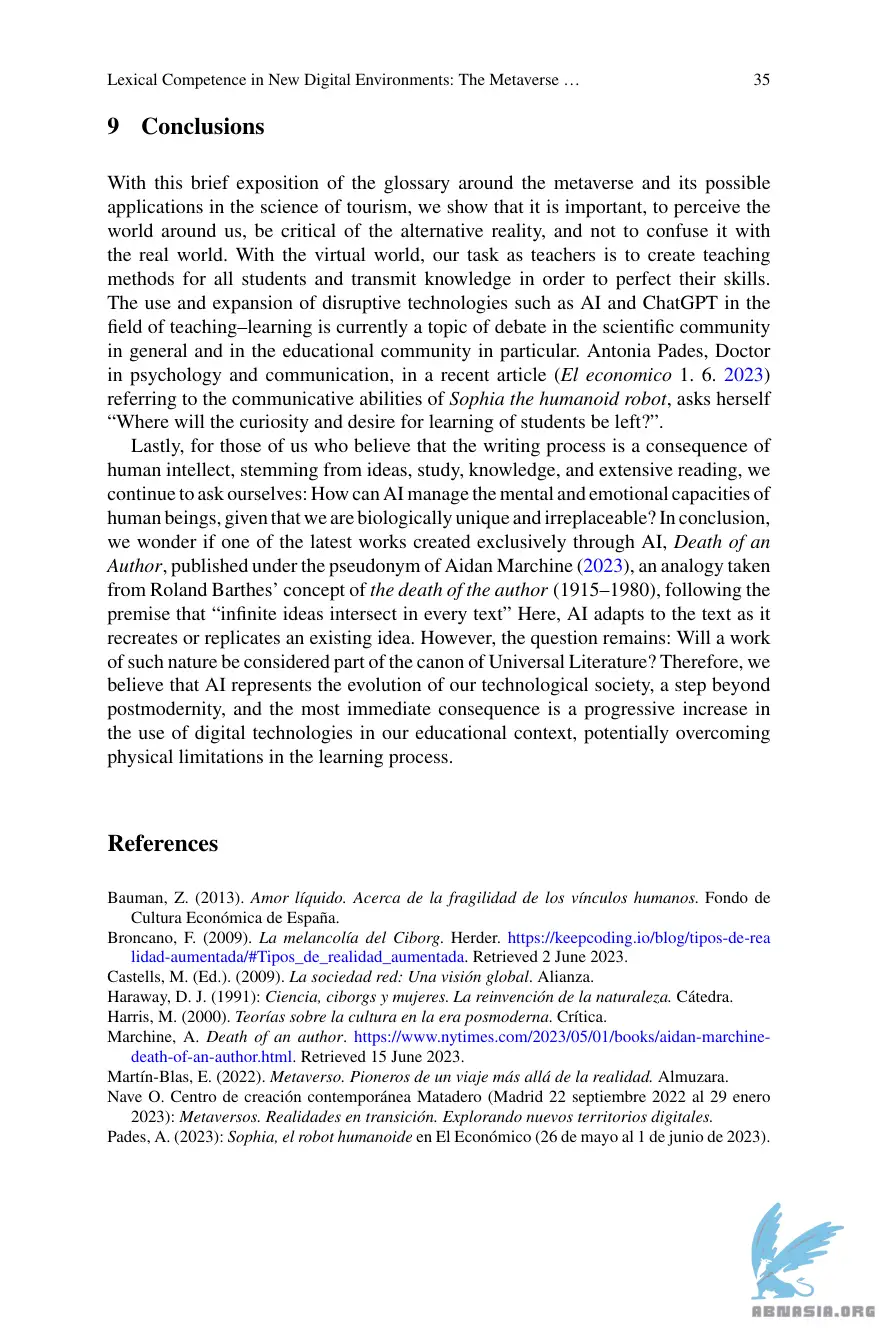 Lexical Competence in New Digital Environments: The Metaverse … 35
9 Conclusions
With this brief exposition of the glossary around the metaverse and its possible
applications in the science of tourism, we show that it is important, to perceive the
world around us, be critical of the alternative reality, and not to confuse it with
the real world. With the virtual world, our task as teachers is to create teaching
methods for all students and transmit knowledge in order to perfect their skills.
The use and expansion of disruptive technologies such as AI and ChatGPT in the
field of teaching–learning is currently a topic of debate in the scientific community
in general and in the educational community in particular. Antonia Pades, Doctor
in psychology and communication, in a recent article (El economico 1. 6. 2023)
referring to the communicative abilities of Sophia the humanoid robot, asks herself
“Where will the curiosity and desire for learning of students be left?”.
Lastly, for those of us who believe that the writing process is a consequence of
human intellect, stemming from ideas, study, knowledge, and extensive reading, we
continue to ask ourselves: How can AI manage the mental and emotional capacities of
human beings, given that we are biologically unique and irreplaceable? In conclusion,
we wonder if one of the latest works created exclusively through AI, Death of an
Author, published under the pseudonym of Aidan Marchine (2023), an analogy taken
from Roland Barthes’ concept of the death of the author (1915–1980), following the
premise that “infinite ideas intersect in every text” Here, AI adapts to the text as it
recreates or replicates an existing idea. However, the question remains: Will a work
of such nature be considered part of the canon of Universal Literature? Therefore, we
believe that AI represents the evolution of our technological society, a step beyond
postmodernity, and the most immediate consequence is a progressive increase in
the use of digital technologies in our educational context, potentially overcoming
physical limitations in the learning process.
References
Bauman, Z. (2013). Amor líquido. Acerca de la fragilidad de los vínculos humanos. Fondo de
Cultura Económica de España.
Broncano, F. (2009). La melancolía del Ciborg. Herder. https://keepcoding.io/blog/tipos-de-rea
lidad-aumentada/#Tipos_de_realidad_aumentada. Retrieved 2 June 2023.
Castells, M. (Ed.). (2009). La sociedad red: Una visión global. Alianza.
Haraway, D. J. (1991): Ciencia, ciborgs y mujeres. La reinvención de la naturaleza. Cátedra.
Harris, M. (2000). Teorías sobre la cultura en la era posmoderna. Crítica.
Marchine, A. Death of an author. https://www.nytimes.com/2023/05/01/books/aidan-marchine-
death-of-an-author.html. Retrieved 15 June 2023.
Martín-Blas, E. (2022). Metaverso. Pioneros de un viaje más allá de la realidad. Almuzara.
Nave O. Centro de creación contemporánea Matadero (Madrid 22 septiembre 2022 al 29 enero
2023): Metaversos. Realidades en transición. Explorando nuevos territorios digitales.
Pades, A. (2023): Sophia, el robot humanoide en El Económico (26 de mayo al 1 de junio de 2023).
ABNASIA.ORG